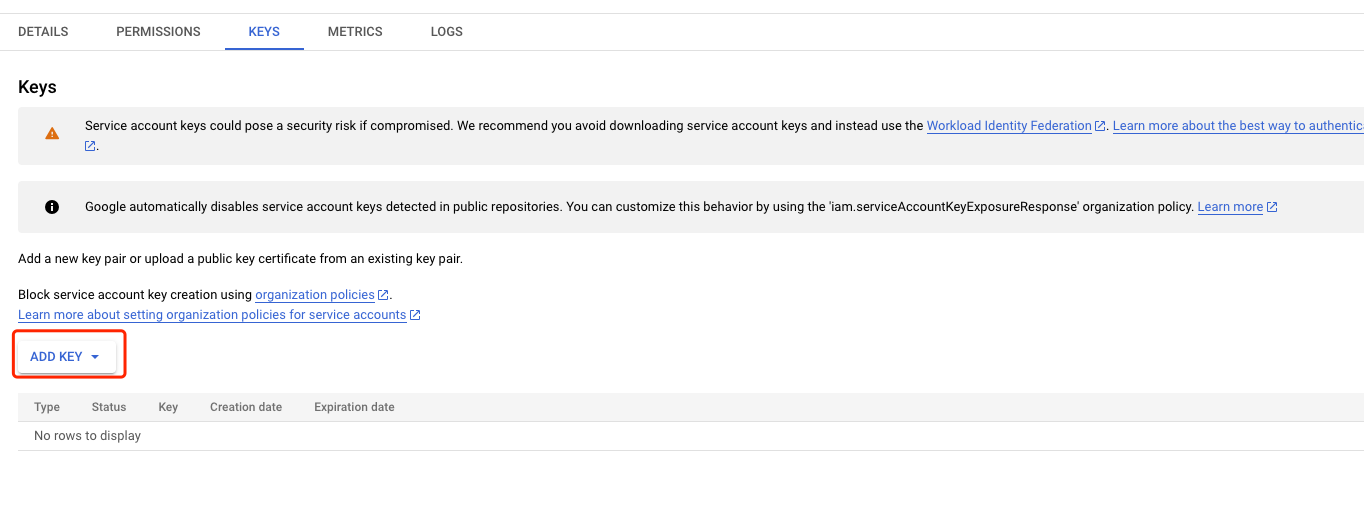 DETAILS PERMISSIONS KEYS METRICS LOGS
Keys
Service account keys could pose a security risk if compromised. We recommend you avoid downloading service account keys and instead use the Workload Identity Federation. Learn more about the best way to
.
Google automatically disables service account keys detected in public repositories. You can customize this behavior by using the 'iam.serviceAccountKeyExposureResponse' organization policy. Learn more
Add a new key pair or upload a public key certificate from an existing key pair.
Block service account key creation using organization policies.
Learn more about setting organization policies for service accounts
ADD KEY
Type Status Key Creation date Expiration date
No rows to display